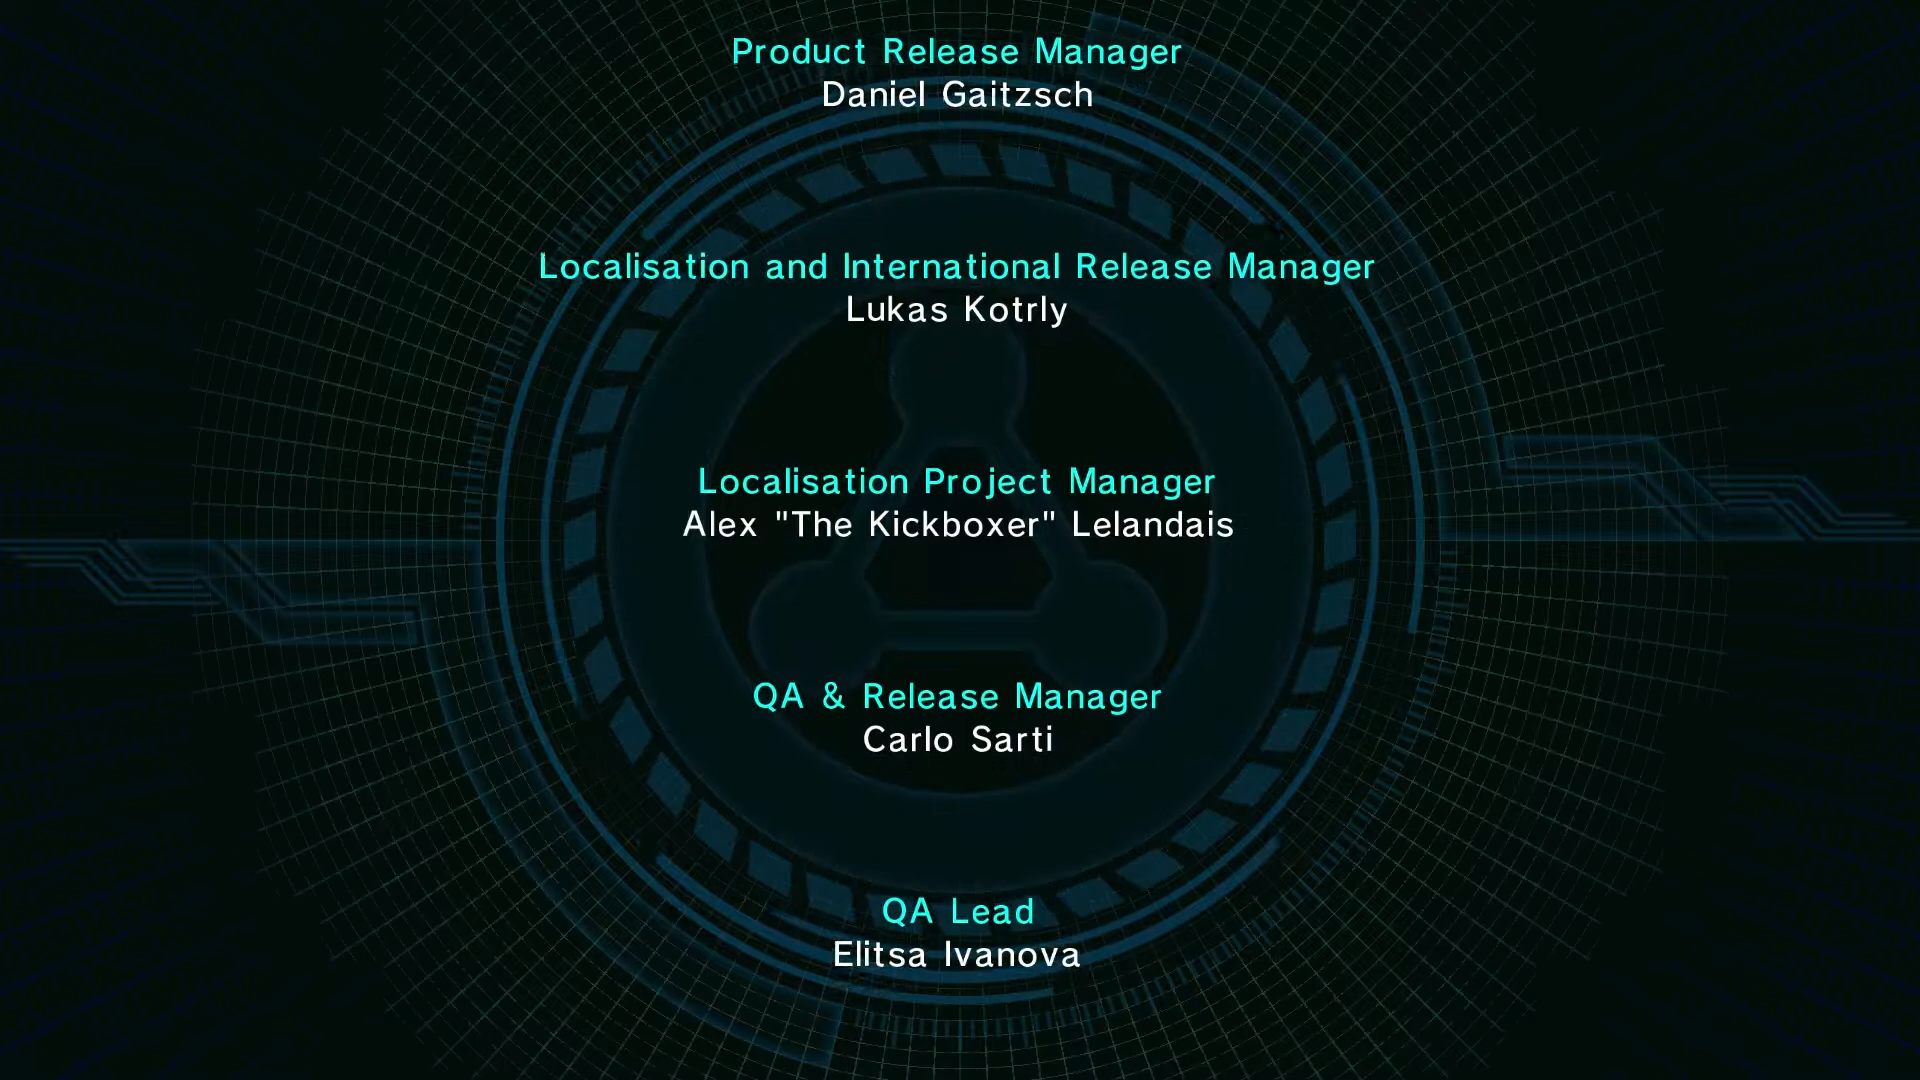 Product Release Manager
Daniel Gaitzsch
Localisation and International Release Manager
Lukas Kotrly
Localisation Project Manager
Alex "The Kickboxer" Lelandais
QA & Release Manager
Carlo Sarti
QA Lead
Elitsa Ivanova